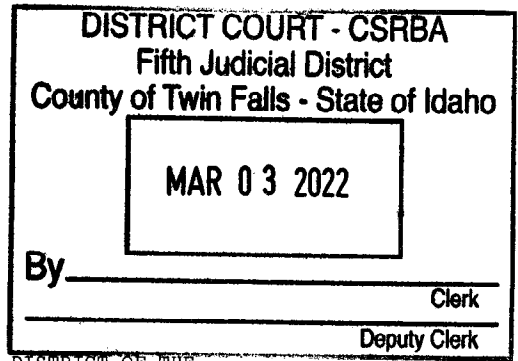 DISTRICT COURT - CSRBA
Fifth Judicial District
County of Twin Falls - State of Idaho
MAR 03 2022
By
Clerk
Deputy Clerk